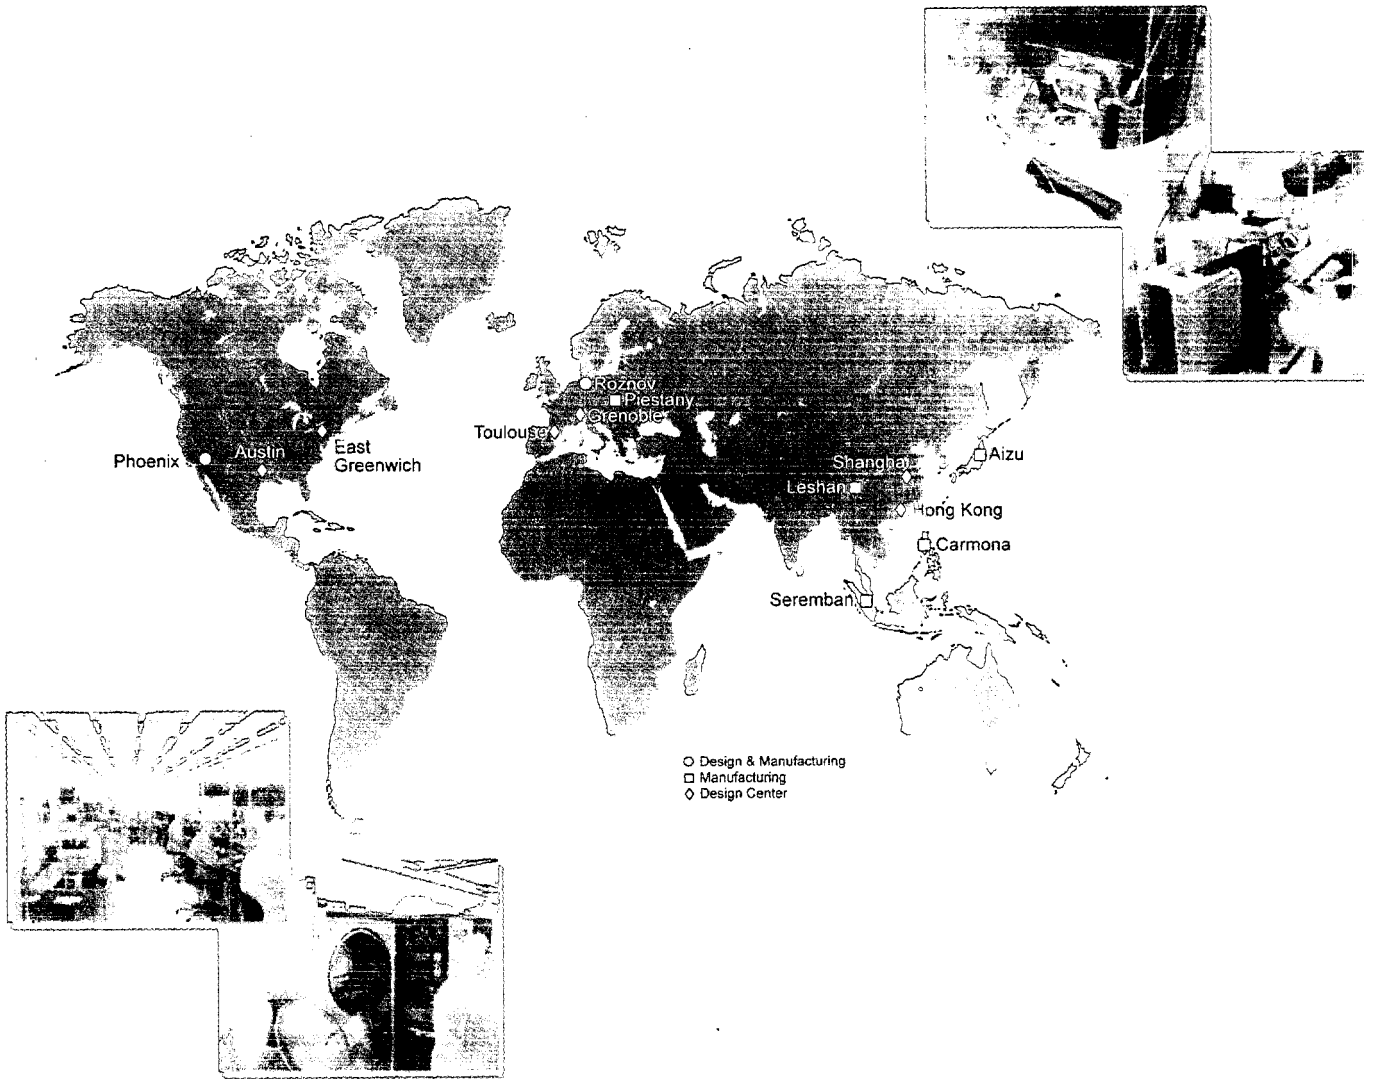 Roznov
Piestany
Grenoble
Toulouse
Phoenix
Austin
East
Greenwich
Aizu
Shanghai
Leshan
Hong Kong
Carmona
Seremban
Design & Manufacturing
Manufacturing
Design Center